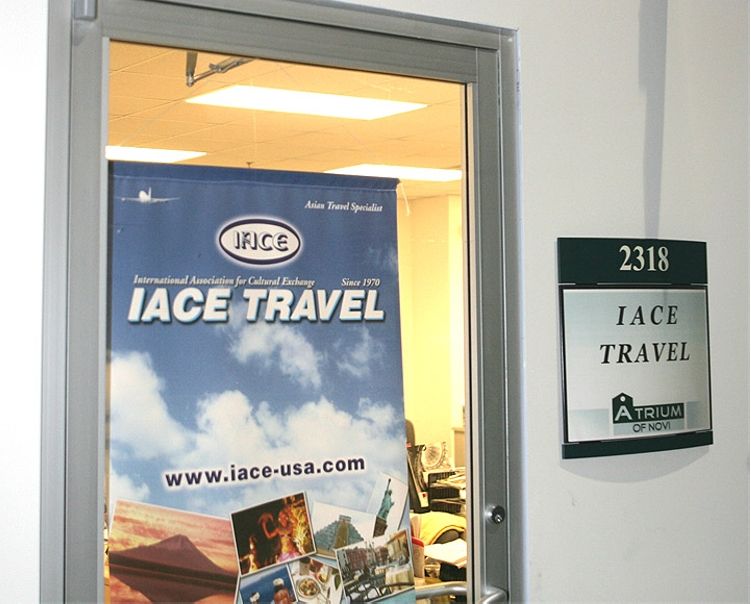 Asian Travel Specialist
IACE
International Association for Cultural Exchange Since 1970
IACE TRAVEL
www.iace-usa.com
2318
IACE
TRAVEL
ATRIUM
OF NOVI